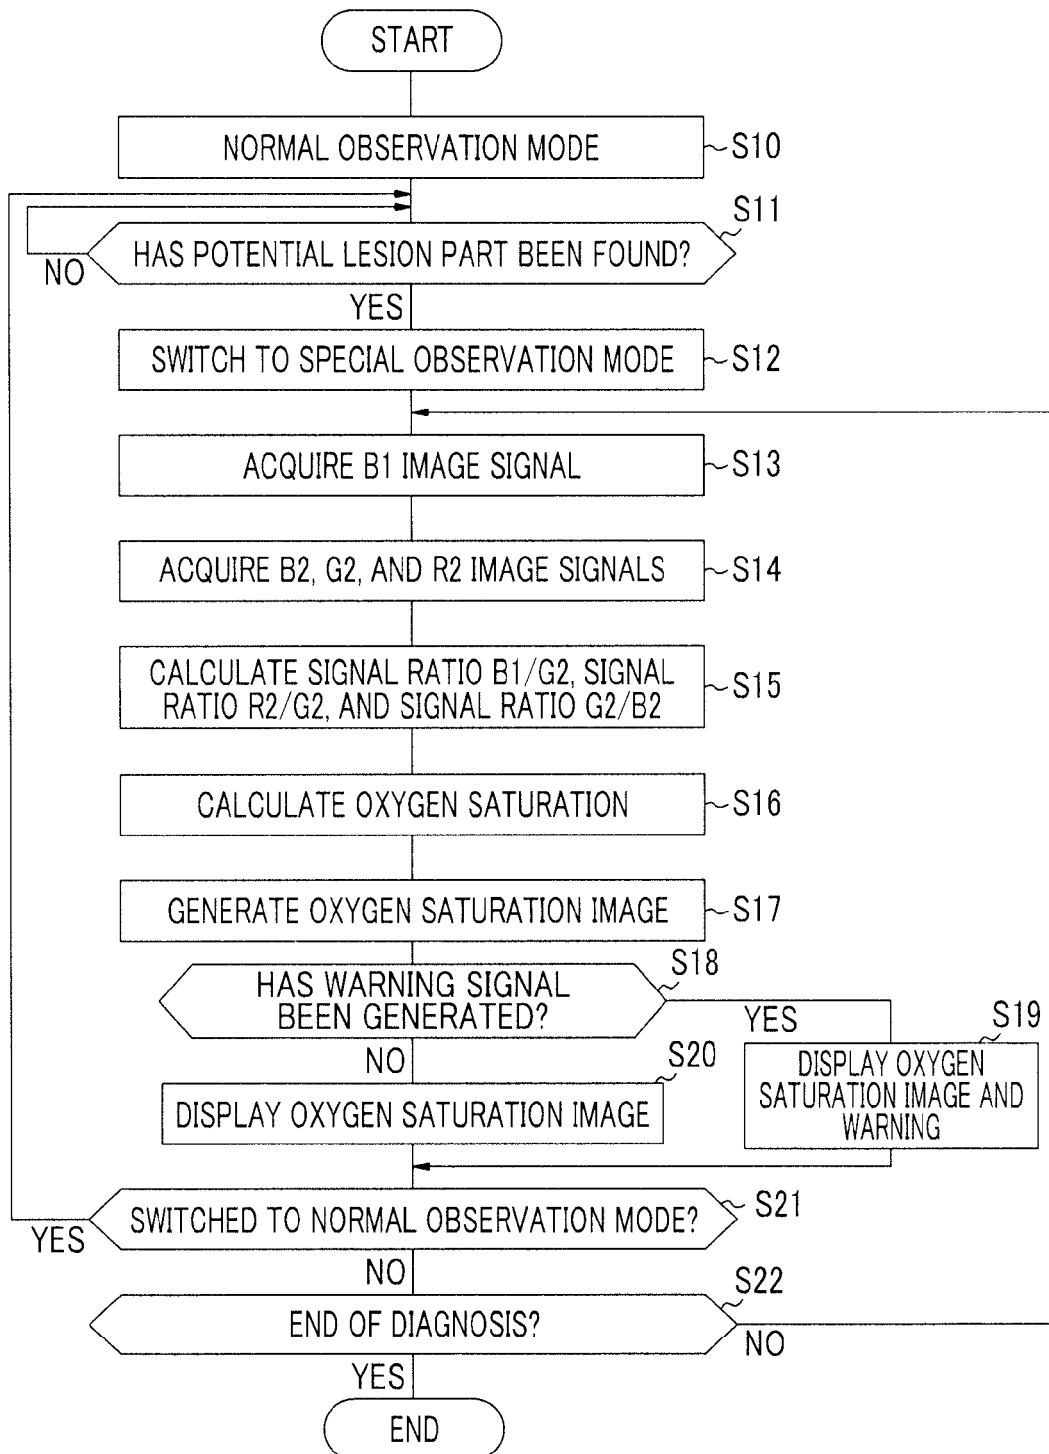 START
NORMAL OBSERVATION MODE
S10
S11
HAS POTENTIAL LESION PART BEEN FOUND?
NO
YES
SWITCH TO SPECIAL OBSERVATION MODE
S12
ACQUIRE B1 IMAGE SIGNAL
S13
ACQUIRE B2, G2, AND R2 IMAGE SIGNALS
S14
CALCULATE SIGNAL RATIO B1/G2, SIGNAL
RATIO R2/G2, AND SIGNAL RATIO G2/B2
S15
CALCULATE OXYGEN SATURATION
S16
GENERATE OXYGEN SATURATION IMAGE
S17
S18
HAS WARNING SIGNAL
BEEN GENERATED?
YES
S19
NO
S20
DISPLAY OXYGEN
SATURATION IMAGE AND
WARNING
DISPLAY OXYGEN SATURATION IMAGE
S21
SWITCHED TO NORMAL OBSERVATION MODE?
YES
NO
S22
END OF DIAGNOSIS?
NO
YES
END